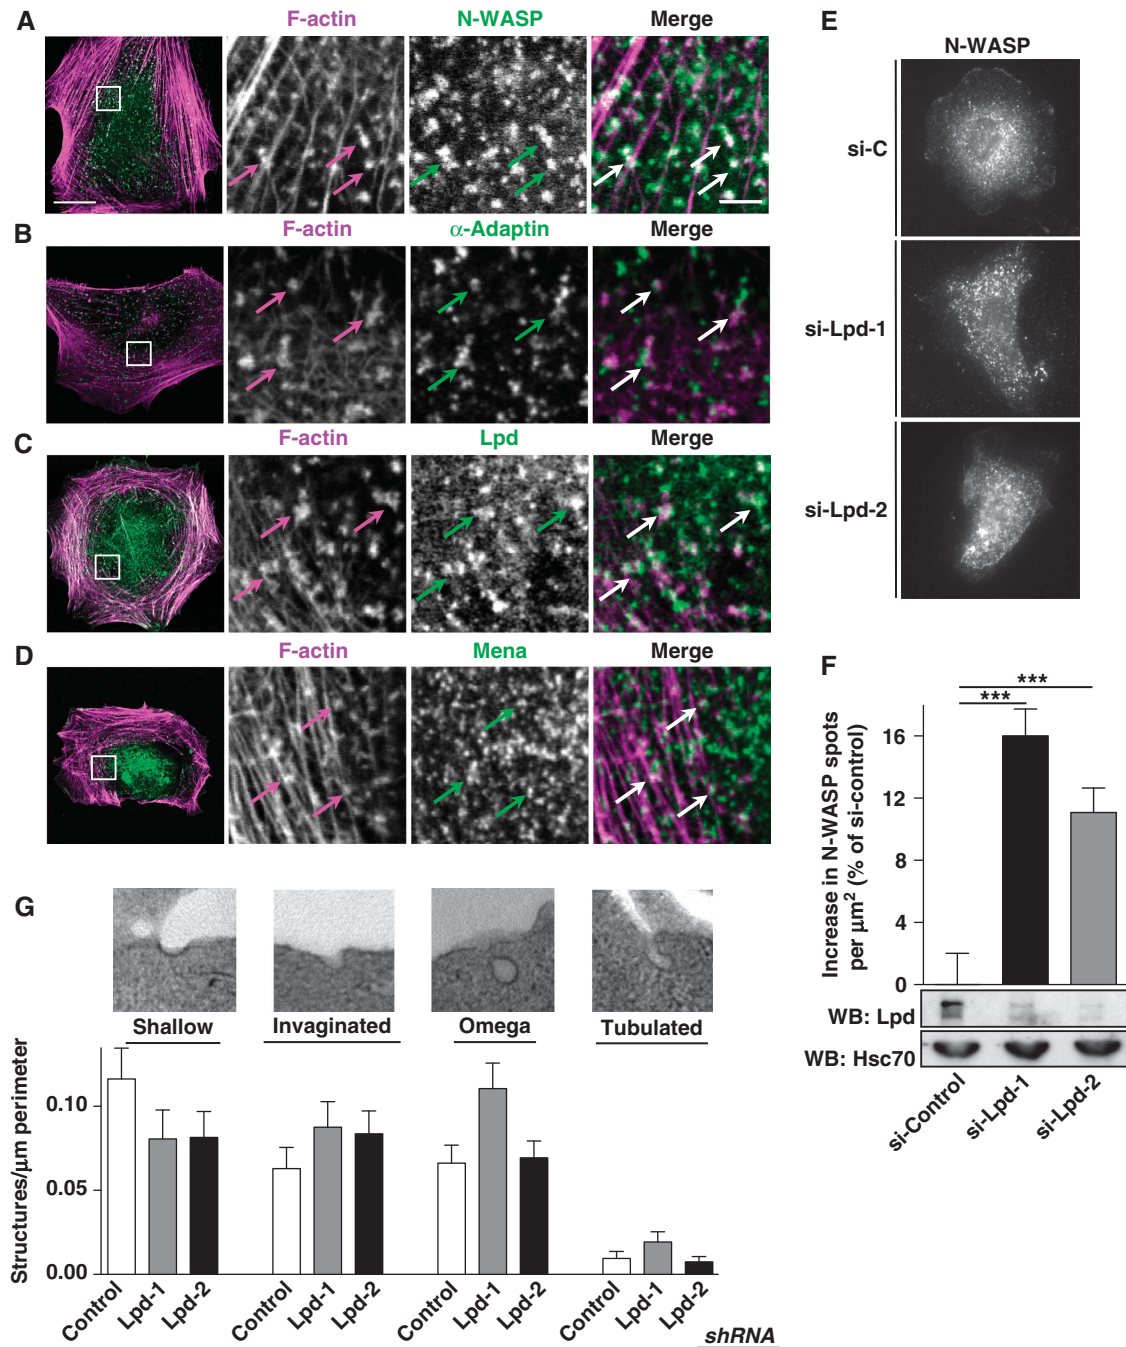 A
F-actin
N-WASP
Merge
B
F-actin
α-Adaptin
Merge
C
F-actin
Lpd
Merge
D
F-actin
Mena
Merge
E
N-WASP
si-C
si-Lpd-1
si-Lpd-2
F
Increase in N-WASP spots
per μm² (% of si-control)
***
***
16
12
8
4
0
WB: Lpd
WB: Hsc70
si-Control
si-Lpd-1
si-Lpd-2
G
Shallow
Invaginated
Omega
Tubulated
Structures/μm perimeter
0.10
0.05
0.00
Control
Lpd-1
Lpd-2
Control
Lpd-1
Lpd-2
Control
Lpd-1
Lpd-2
Control
Lpd-1
Lpd-2
shRNA